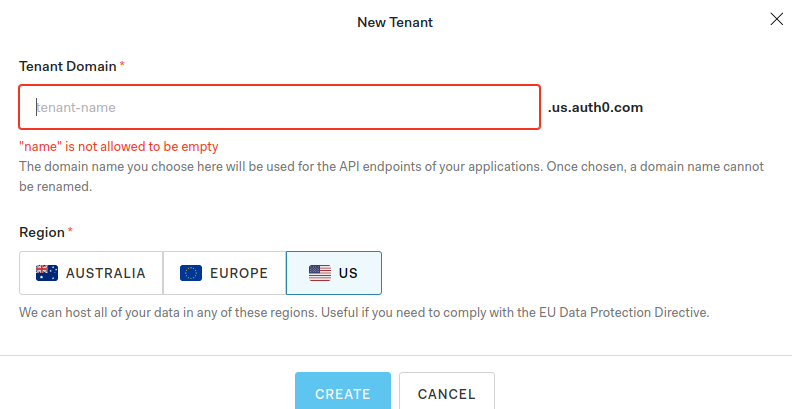 New Tenant
Tenant Domain *
tenant-name
.us.auth0.com
"name" is not allowed to be empty
The domain name you choose here will be used for the API endpoints of your applications. Once chosen, a domain name cannot
be renamed.
Region *
AUSTRALIA
EUROPE
US
We can host all of your data in any of these regions. Useful if you need to comply with the EU Data Protection Directive.
CREATE
CANCEL